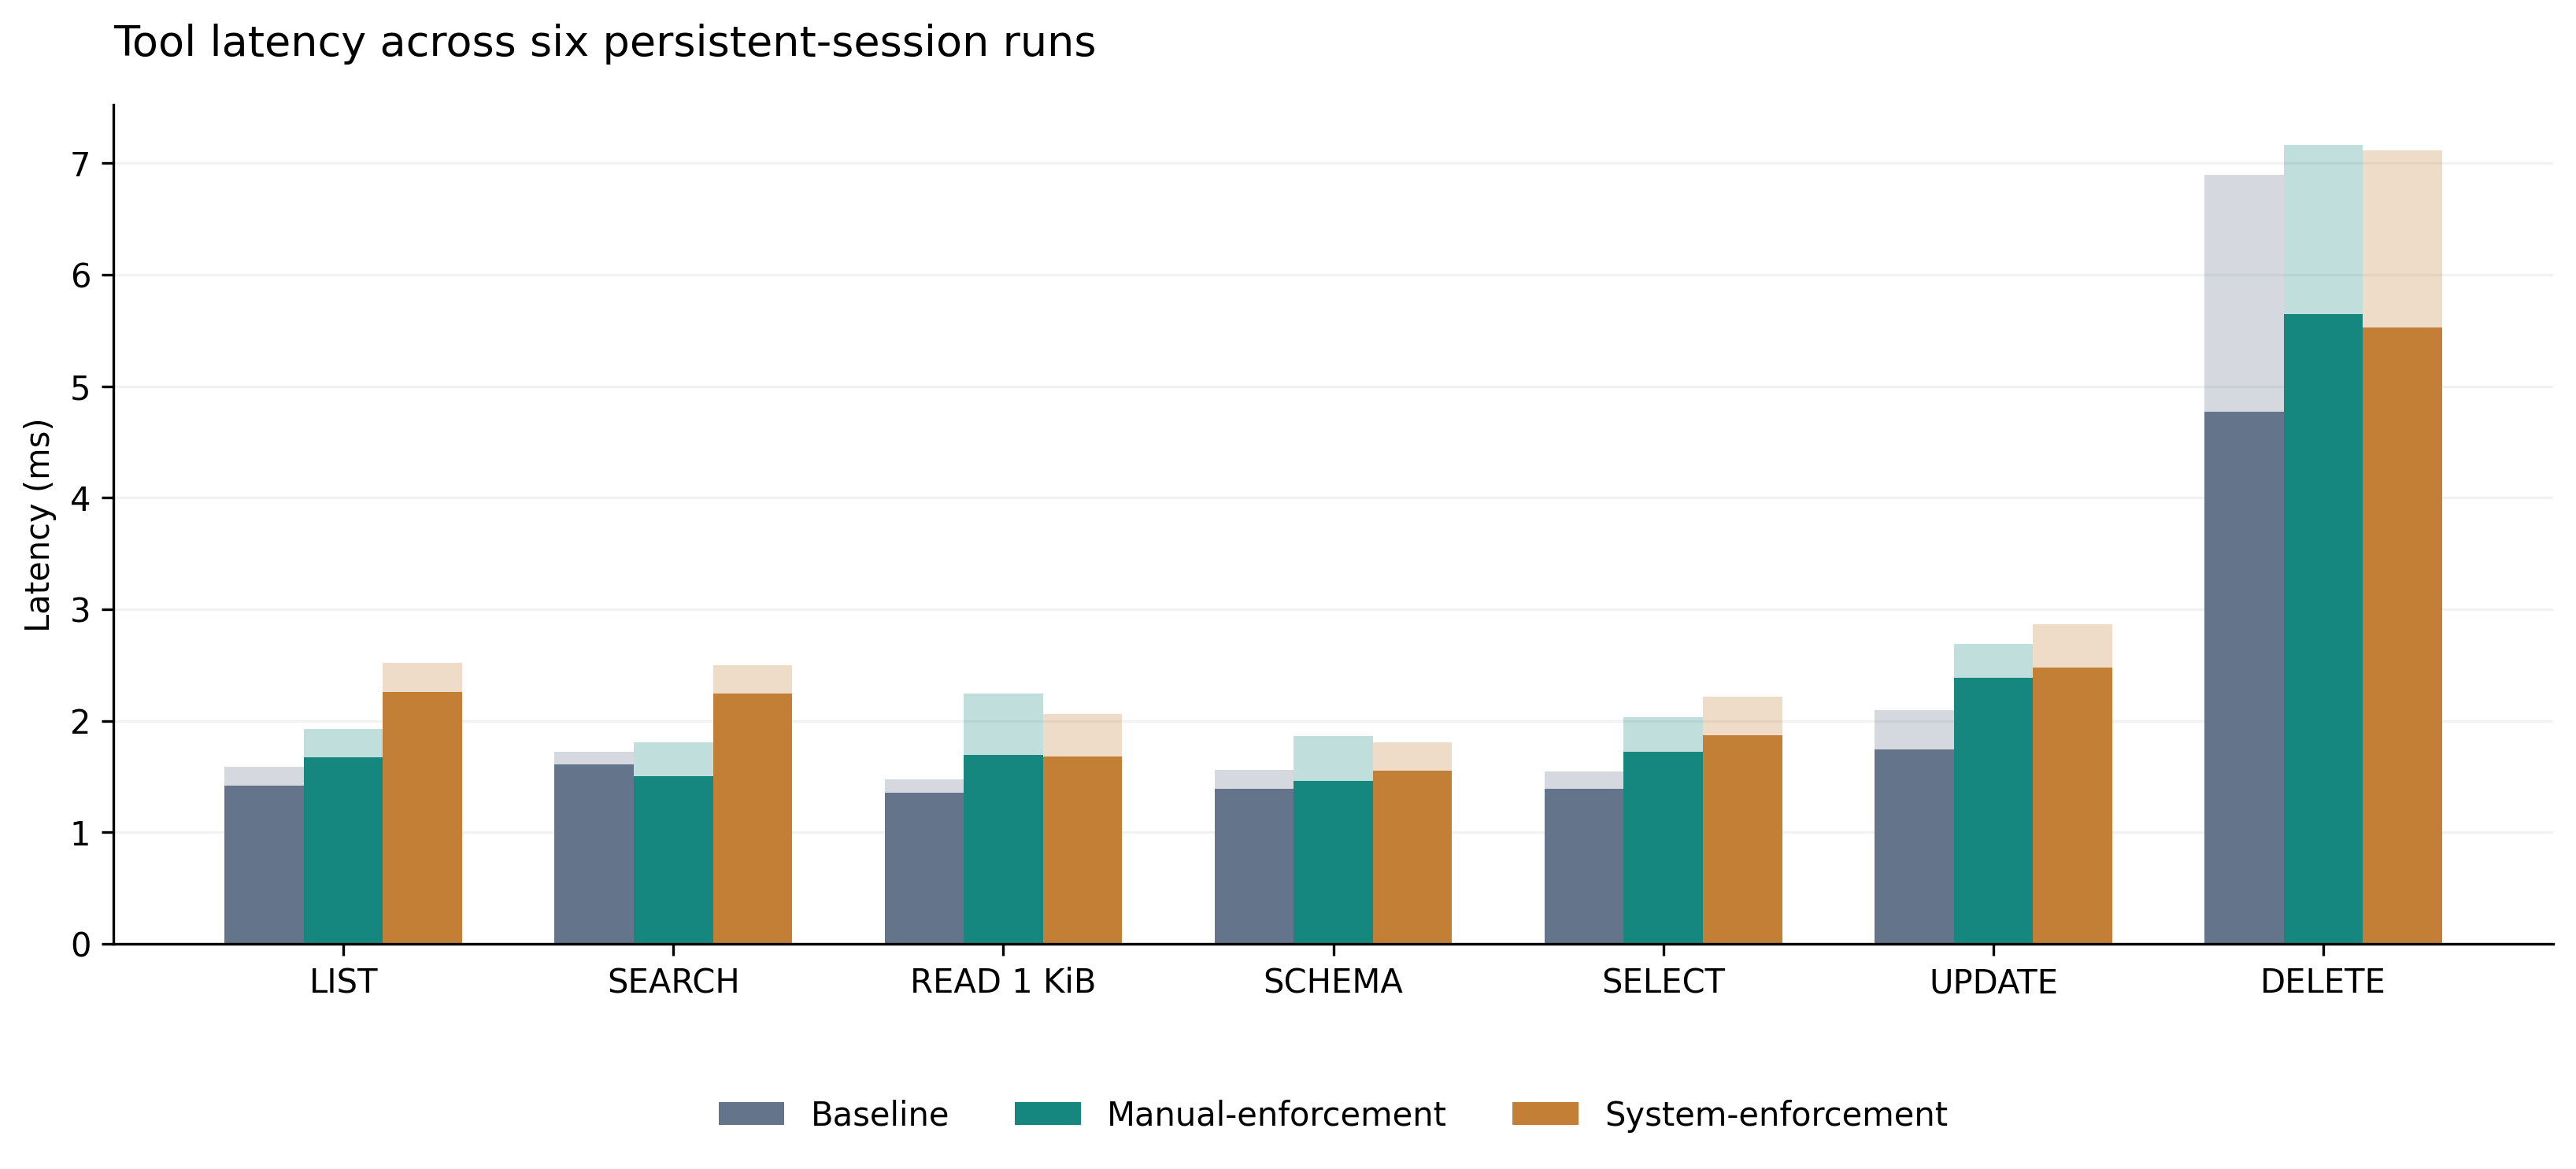 Tool latency across six persistent-session runs
Latency (ms)
7
6
5
4
3
2
1
0
LIST SEARCH READ 1 KiB SCHEMA SELECT UPDATE DELETE
Baseline Manual-enforcement System-enforcement